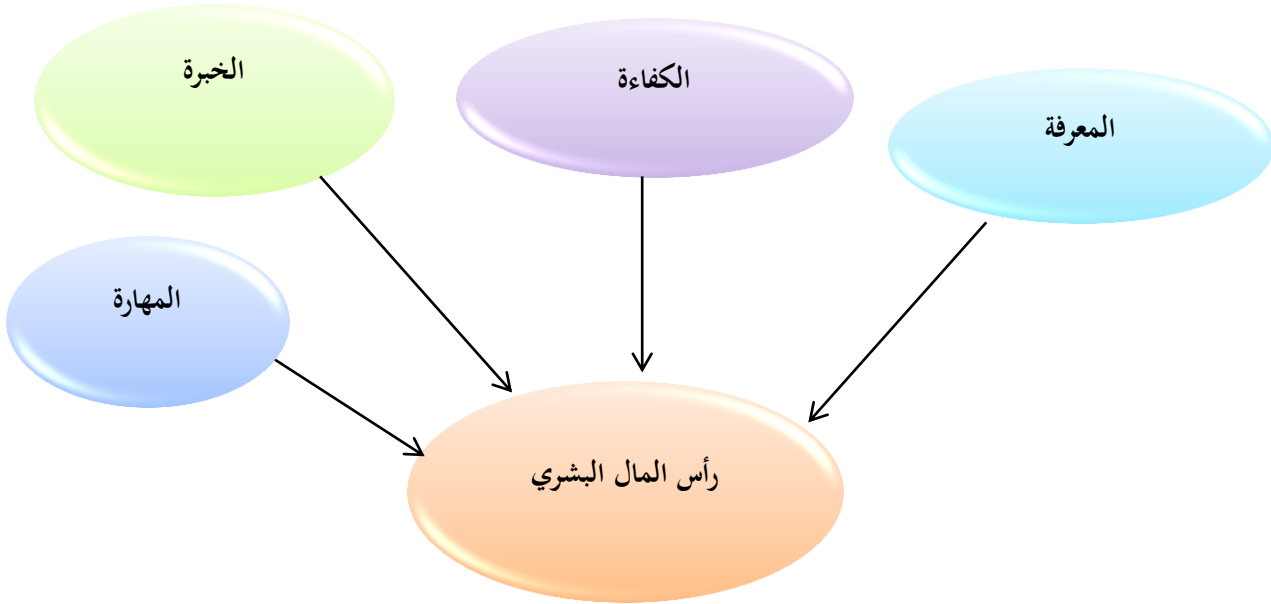 المعرفة
الكفاءة
الخبرة
المهارة
رأس المال البشري